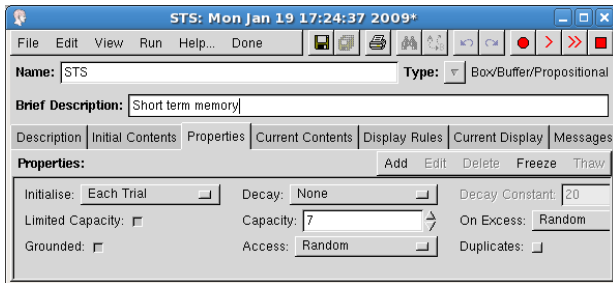 STS: Mon Jan 19 17:24:37 2009*
File Edit View Run Help... Done
Name: STS Type: Box/Buffer/Propositional
Brief Description: Short term memory
Description Initial Contents Properties Current Contents Display Rules Current Display Messages
Properties: Add Edit Delete Freeze Thaw
Initialise: Each Trial Decay: None Decay Constant: 20
Limited Capacity: Capacity: 7 On Excess: Random
Grounded: Access: Random Duplicates: